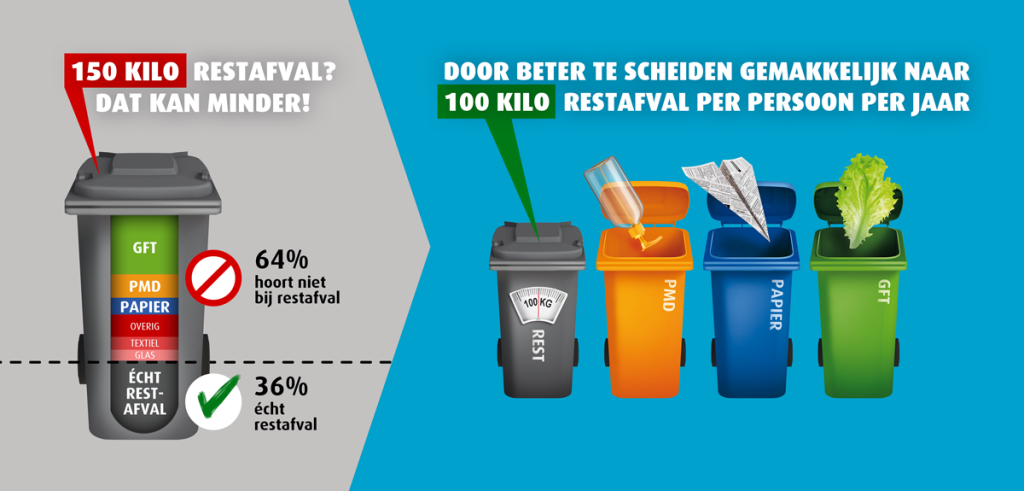 150 KILO RESTAFVAL?
DAT KAN MINDER!
GFT
PMD
PAPIER
OVERIG
TEXTIEL
GLAS
ÉCHT
REST-
AFVAL
64%
hoort niet
bij restafval
36%
écht
restafval
DOOR BETER TE SCHEIDEN GEMAKKELIJK NAAR
100 KILO RESTAFVAL PER PERSOON PER JAAR
100 KG
REST
PMD
PAPIER
GFT